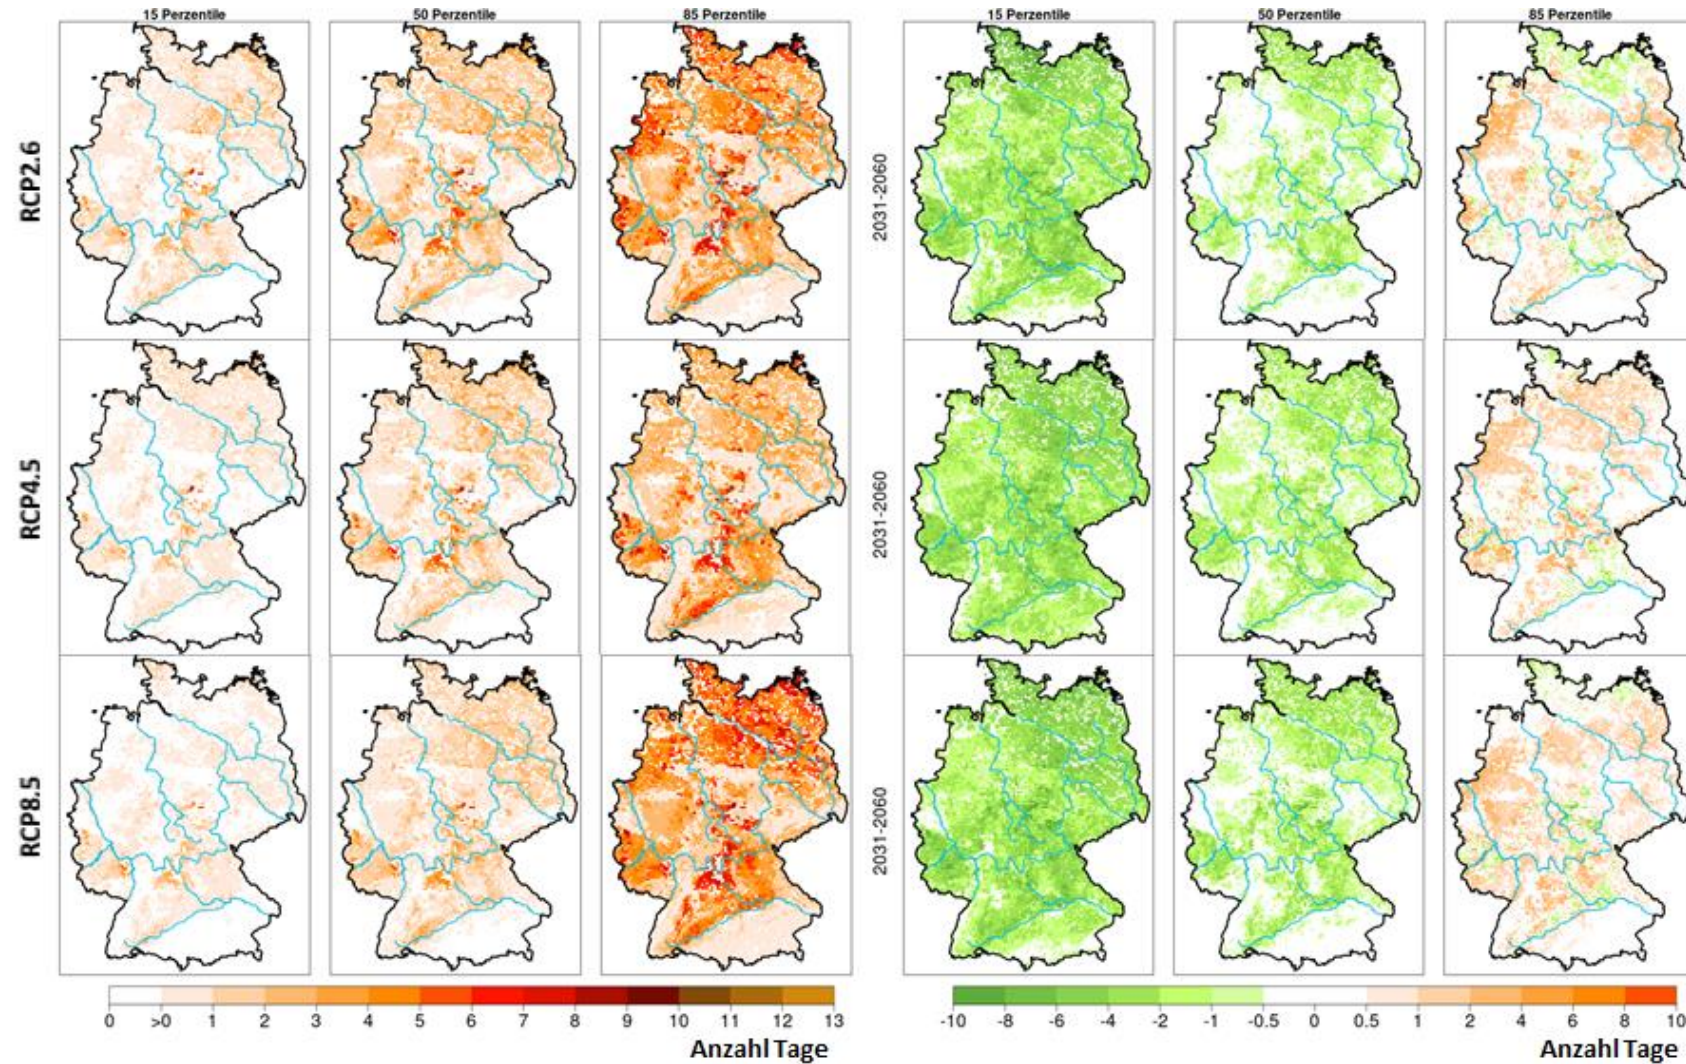 15 Perzentile 50 Perzentile 85 Perzentile 15 Perzentile 50 Perzentile 85 Perzentile
RCP2.6 2031-2060
RCP4.5 2031-2060
RCP8.5 2031-2060
0 >0 1 2 3 4 5 6 7 8 9 10 11 12 13 -10 -8 -6 -4 -2 -1 -0.5 0 0.5 1 2 4 6 8 10
Anzahl Tage Anzahl Tage